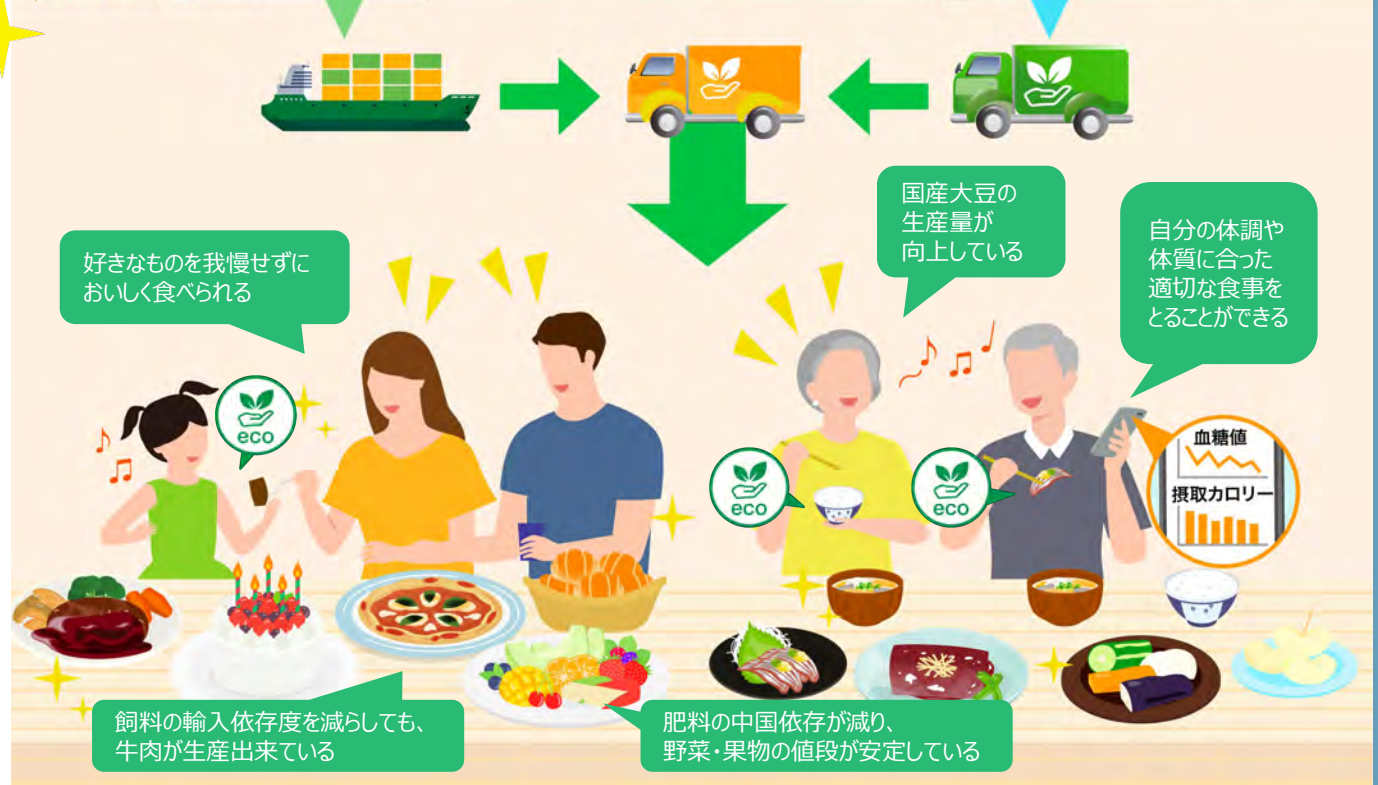 国産大豆の
生産量が
向上している
自分の体調や
体質に合った
適切な食事を
とることができる
好きなものを我慢せずに
おいしく食べられる
eco
血糖値
摂取カロリー
eco
eco
飼料の輸入依存度を減らしても、
牛肉が生産出来ている
肥料の中国依存が減り、
野菜・果物の値段が安定している